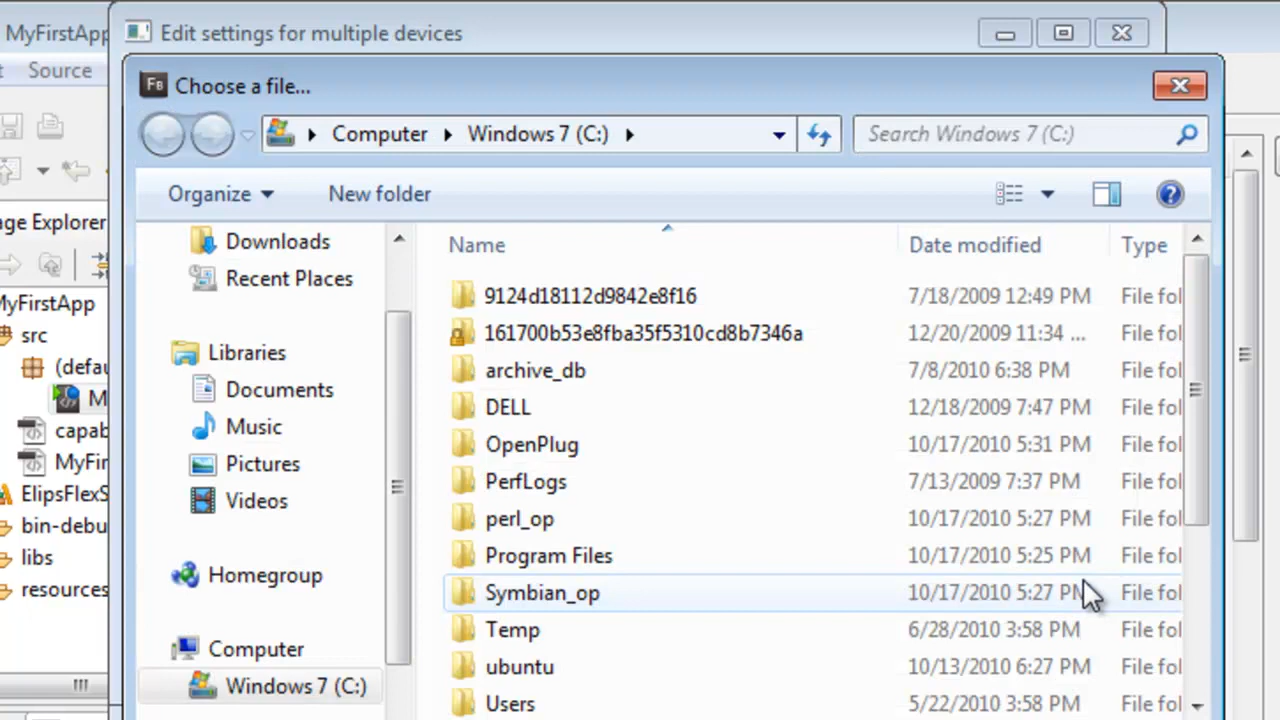 MyFirstApp
Edit settings for multiple devices
Source
FB Choose a file...
Computer Windows 7 (C:)
Search Windows 7 (C:)
Organize New folder
age Explorer
Downloads
Recent Places
Libraries
Documents
Music
Pictures
Videos
Homegroup
Computer
Windows 7 (C:)
Name Date modified Type
9124d18112d9842e8f16 7/18/2009 12:49 PM File fol
161700b53e8fba35f5310cd8b7346a 12/20/2009 11:34 ... File fol
archive_db 7/8/2010 6:38 PM File fol
DELL 12/18/2009 7:47 PM File fol
OpenPlug 10/17/2010 5:31 PM File fol
PerfLogs 7/13/2009 7:37 PM File fol
perl_op 10/17/2010 5:27 PM File fol
Program Files 10/17/2010 5:25 PM File fol
Symbian_op 10/17/2010 5:27 PM File fol
Temp 6/28/2010 3:58 PM File fol
ubuntu 10/13/2010 6:27 PM File fol
Users 5/22/2010 3:58 PM File fol
MyFirstApp
src
(defau
M
capab
MyFir
ElipsFlexS
bin-debu
libs
resources